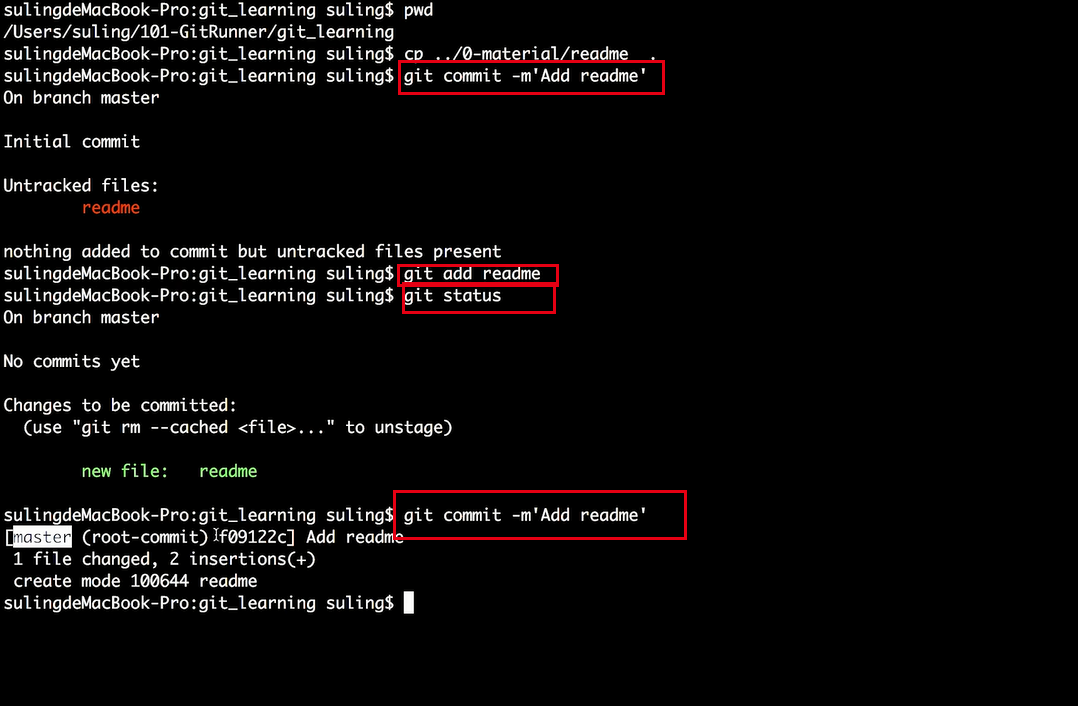 sulingdeMacBook-Pro:git_learning suling$ pwd
/Users/suling/101-GitRunner/git_learning
sulingdeMacBook-Pro:git_learning suling$ cp ../0-material/readme  .
sulingdeMacBook-Pro:git_learning suling$ git commit -m'Add readme'
On branch master
Initial commit
Untracked files:
readme
nothing added to commit but untracked files present
sulingdeMacBook-Pro:git_learning suling$ git add readme
sulingdeMacBook-Pro:git_learning suling$ git status
On branch master
No commits yet
Changes to be committed:
(use "git rm --cached <file>..." to unstage)
new file:   readme
sulingdeMacBook-Pro:git_learning suling$ git commit -m'Add readme'
[master (root-commit) f09122c] Add readme
1 file changed, 2 insertions(+)
create mode 100644 readme
sulingdeMacBook-Pro:git_learning suling$